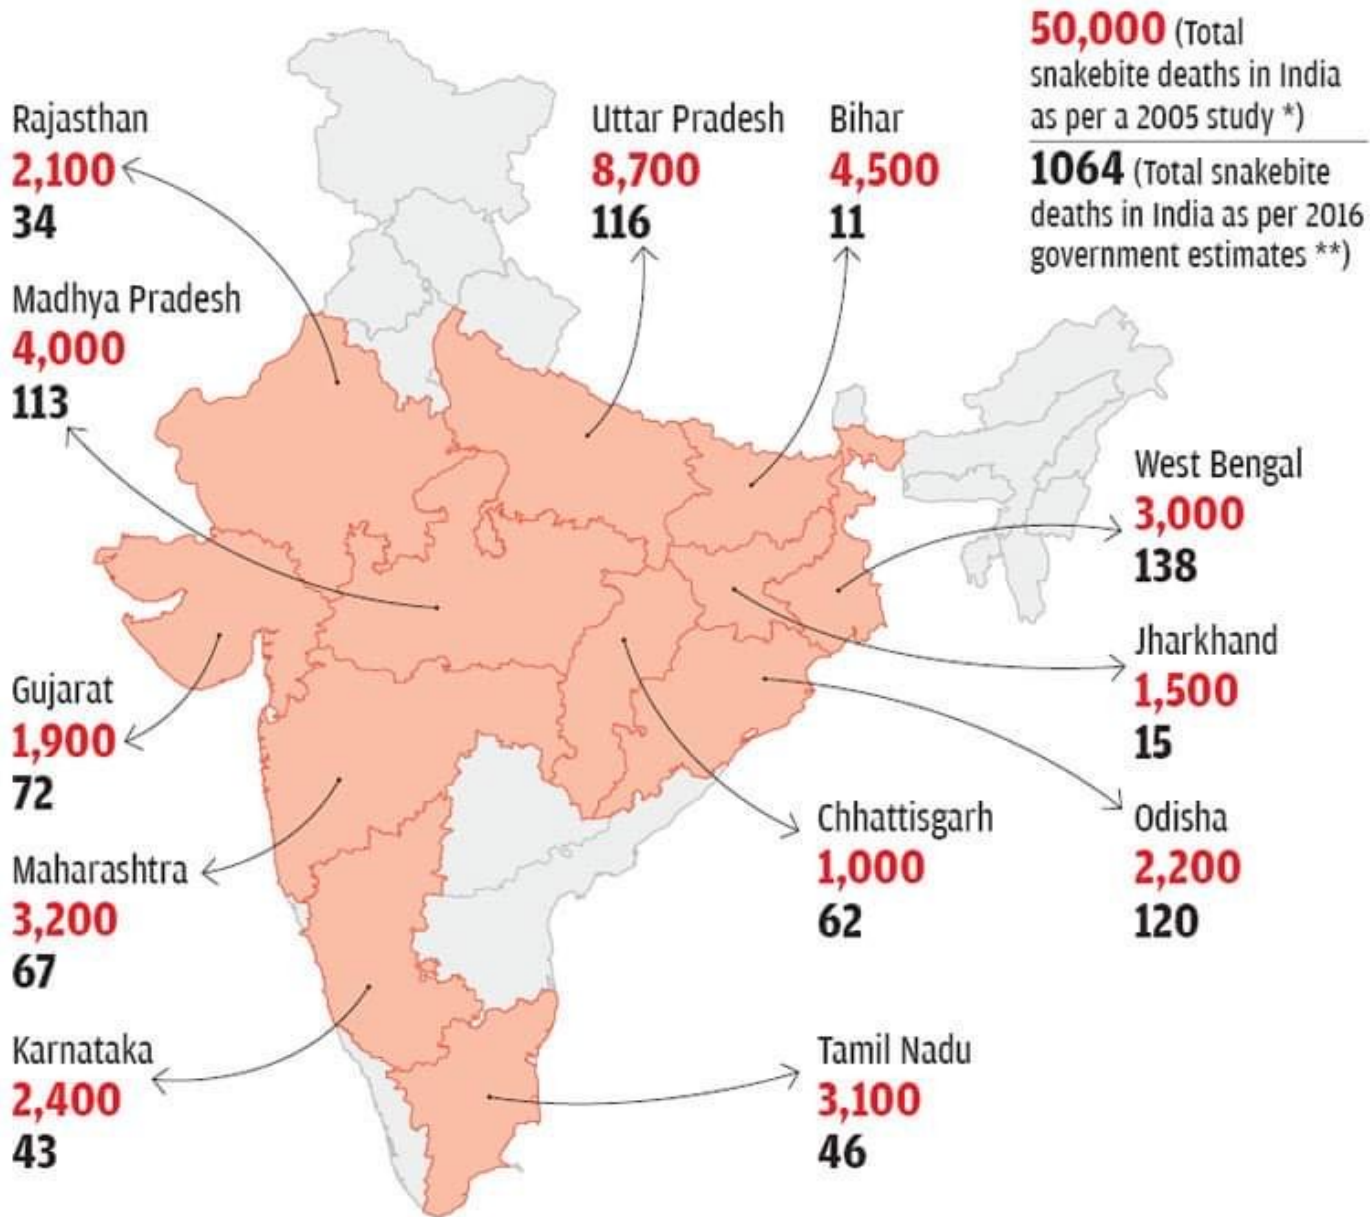 50,000 (Total
snakebite deaths in India
as per a 2005 study *)
1064 (Total snakebite
deaths in India as per 2016
government estimates **)
Rajasthan
2,100
34
Uttar Pradesh
8,700
116
Bihar
4,500
11
Madhya Pradesh
4,000
113
West Bengal
3,000
138
Jharkhand
1,500
15
Gujarat
1,900
72
Chhattisgarh
1,000
62
Odisha
2,200
120
Maharashtra
3,200
67
Karnataka
2,400
43
Tamil Nadu
3,100
46